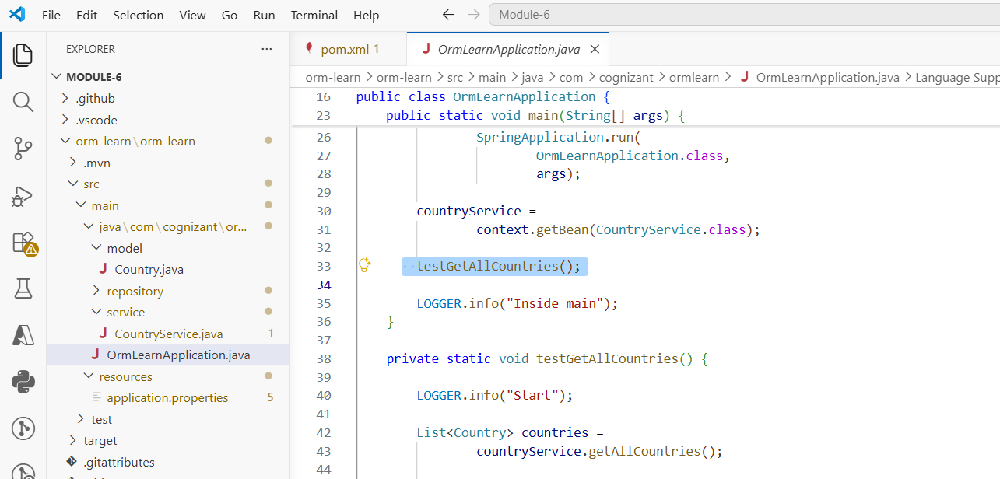 File Edit Selection View Go Run Terminal Help Module-6
EXPLORER ...
MODULE-6
.github
.vscode
orm-learn\orm-learn
.mvn
src
main
java\com\cognizant\or...
model
J Country.java
repository
service
J CountryService.java 1
J OrmLearnApplication.java
resources
application.properties 5
test
target
.gitattributes
pom.xml 1
J OrmLearnApplication.java
orm-learn > orm-learn > src > main > java > com > cognizant > ormlearn > J OrmLearnApplication.java > Language Supp
16 public class OrmLearnApplication {
23 public static void main(String[] args) {
26 SpringApplication.run(
27 OrmLearnApplication.class,
28 args);
29
30 countryService =
31 context.getBean(CountryService.class);
32
33 testGetAllCountries();
34
35 LOGGER.info("Inside main");
36 }
37
38 private static void testGetAllCountries() {
39
40 LOGGER.info("Start");
41
42 List<Country> countries =
43 countryService.getAllCountries();
44